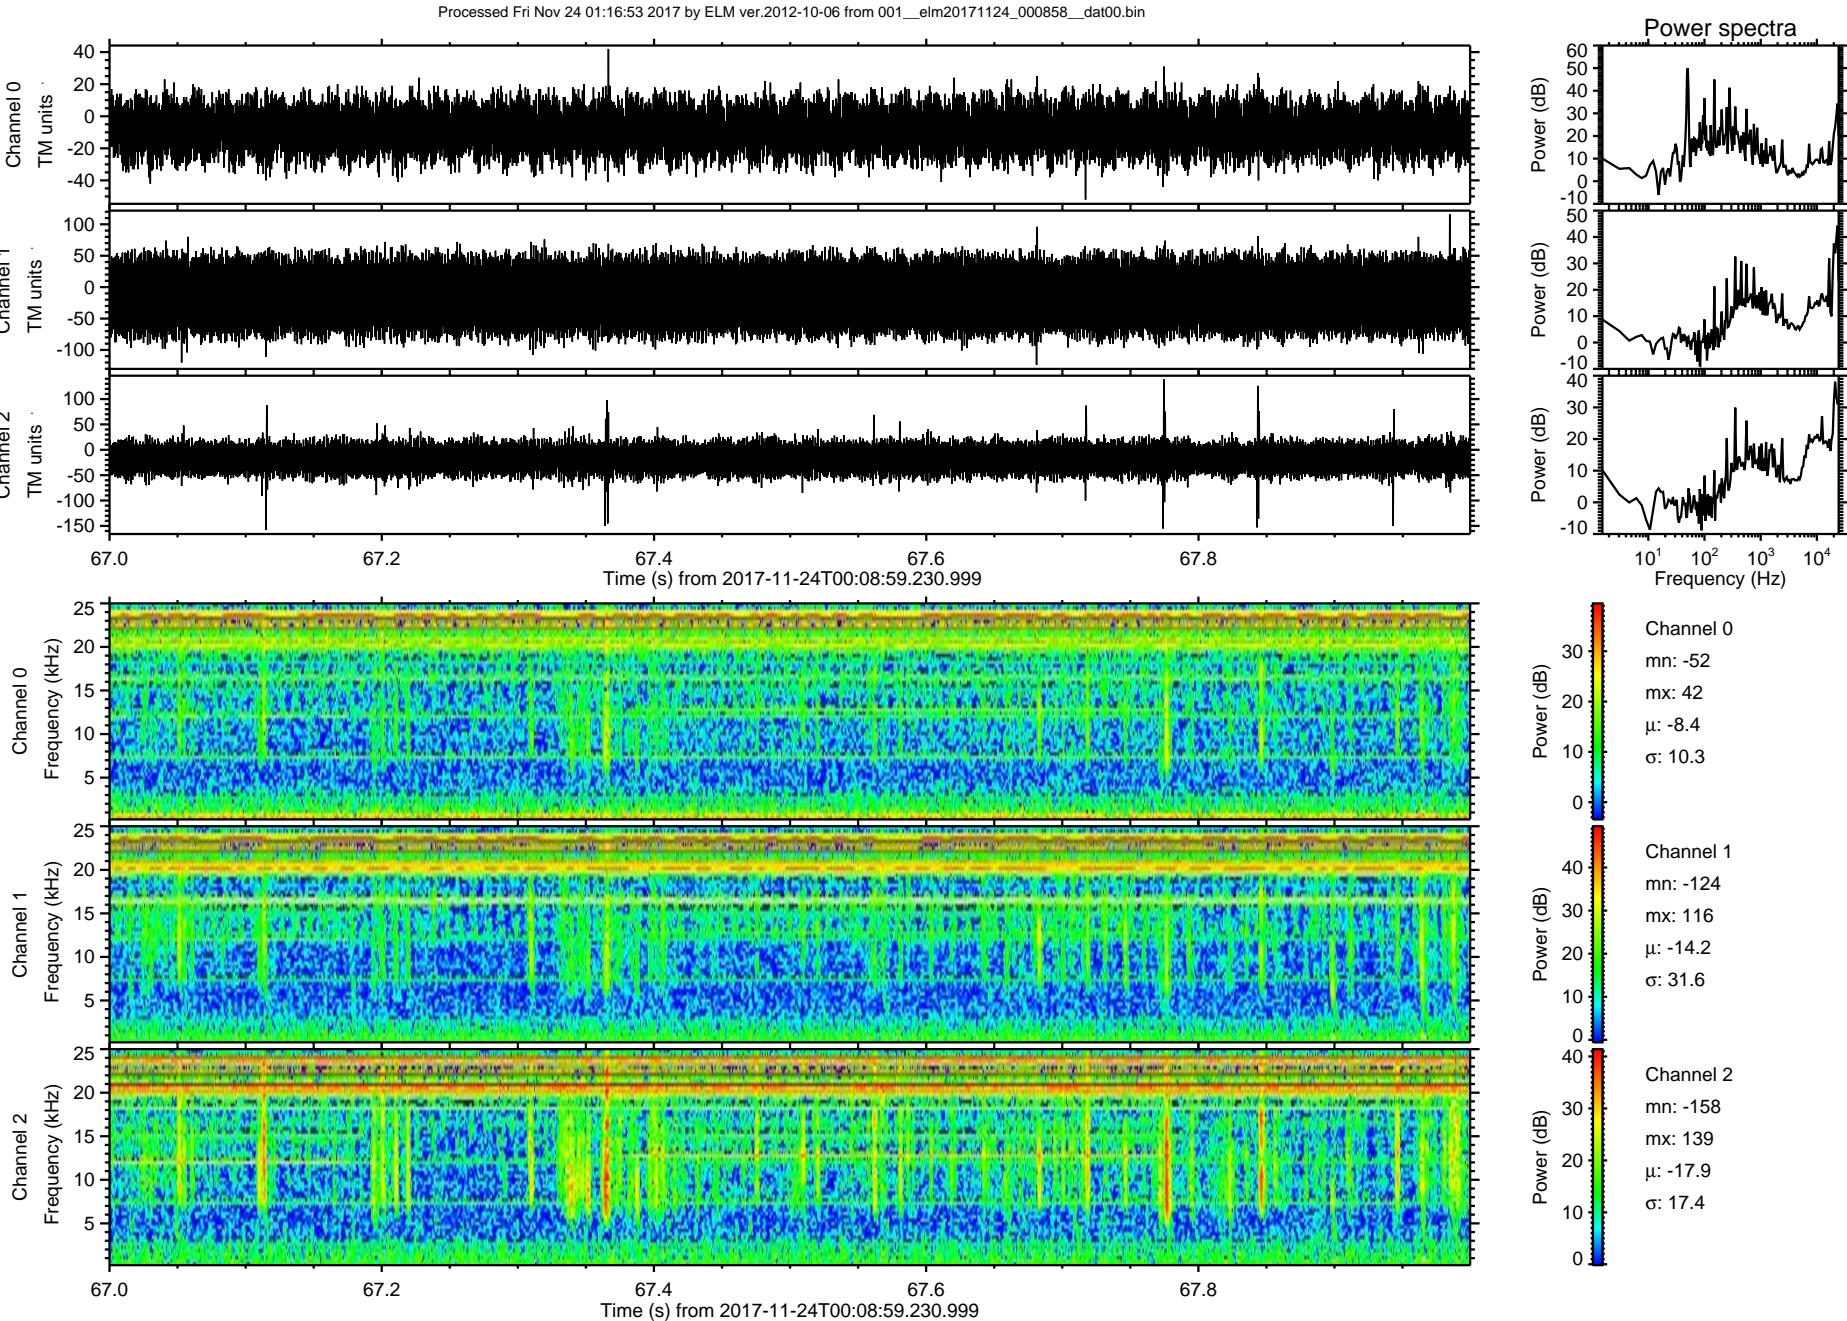 Processed Fri Nov 24 01:16:53 2017 by ELM ver.2012-10-06 from 001__elm20171124_000858__dat00.bin
Power spectra
Channel 0
TM units
40
20
0
-20
-40
Power (dB)
60
50
40
30
20
10
0
-10
Channel 1
TM units
100
50
0
-50
-100
Power (dB)
50
40
30
20
10
0
-10
Channel 2
TM units
100
50
0
-50
-100
-150
Power (dB)
40
30
20
10
0
-10
67.0 67.2 67.4 67.6 67.8
Time (s) from 2017-11-24T00:08:59.230.999
10^1 10^2 10^3 10^4
Frequency (Hz)
Channel 0
Frequency (kHz)
25
20
15
10
5
Power (dB)
30
20
10
0
Channel 0
mn: -52
mx: 42
μ: -8.4
σ: 10.3
Channel 1
Frequency (kHz)
25
20
15
10
5
Power (dB)
40
30
20
10
0
Channel 1
mn: -124
mx: 116
μ: -14.2
σ: 31.6
Channel 2
Frequency (kHz)
25
20
15
10
5
Power (dB)
40
30
20
10
0
Channel 2
mn: -158
mx: 139
μ: -17.9
σ: 17.4
67.0 67.2 67.4 67.6 67.8
Time (s) from 2017-11-24T00:08:59.230.999